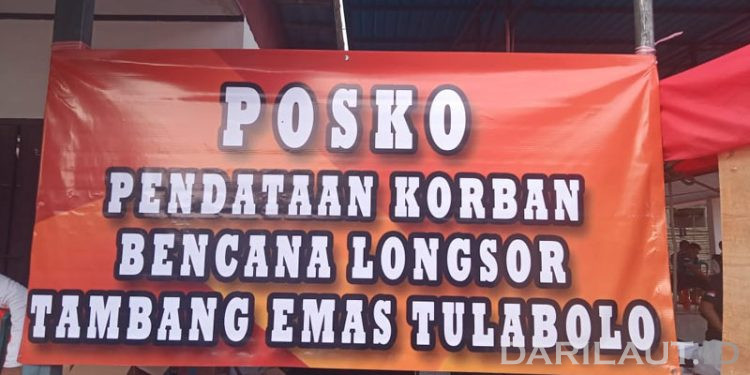 POSKO
PENDATAAN KORBAN
BENCANA LONGSOR
TAMBANG EMAS TULABOLO
DARILAUT.ID